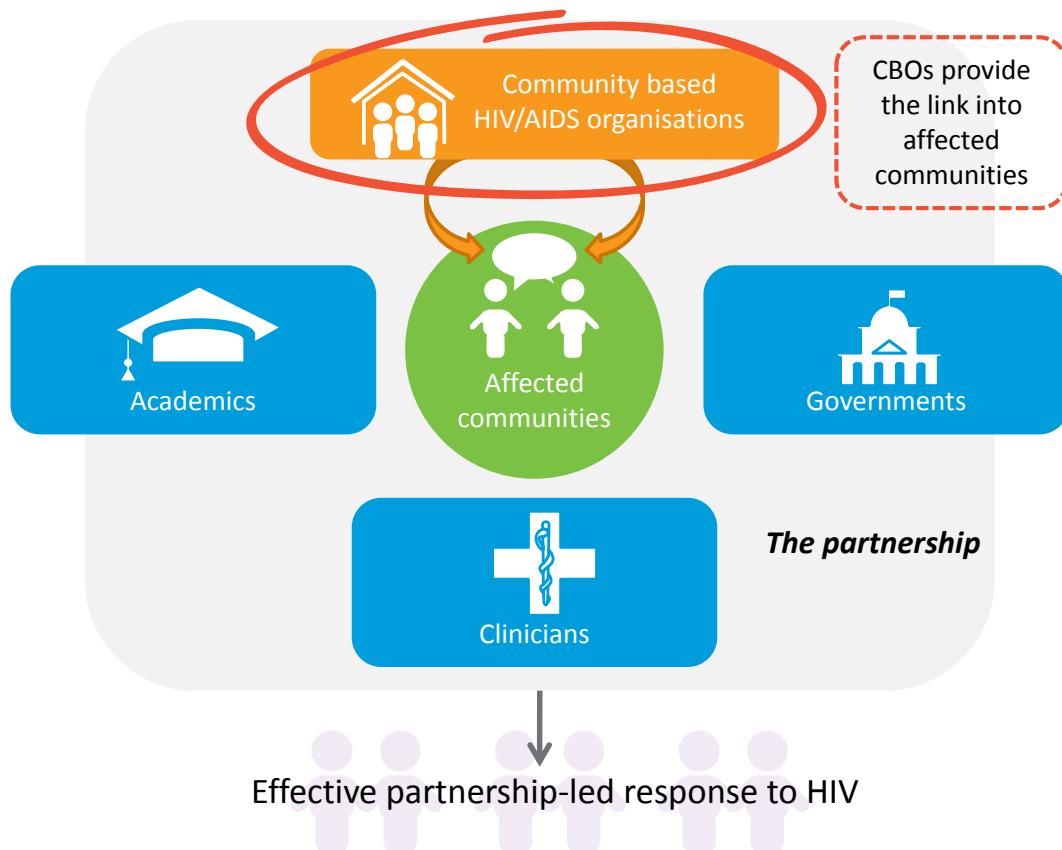 Community based
HIV/AIDS organisations
CBOs provide
the link into
affected
communities
Academics
Affected
communities
Governments
Clinicians
The partnership
Effective partnership-led response to HIV